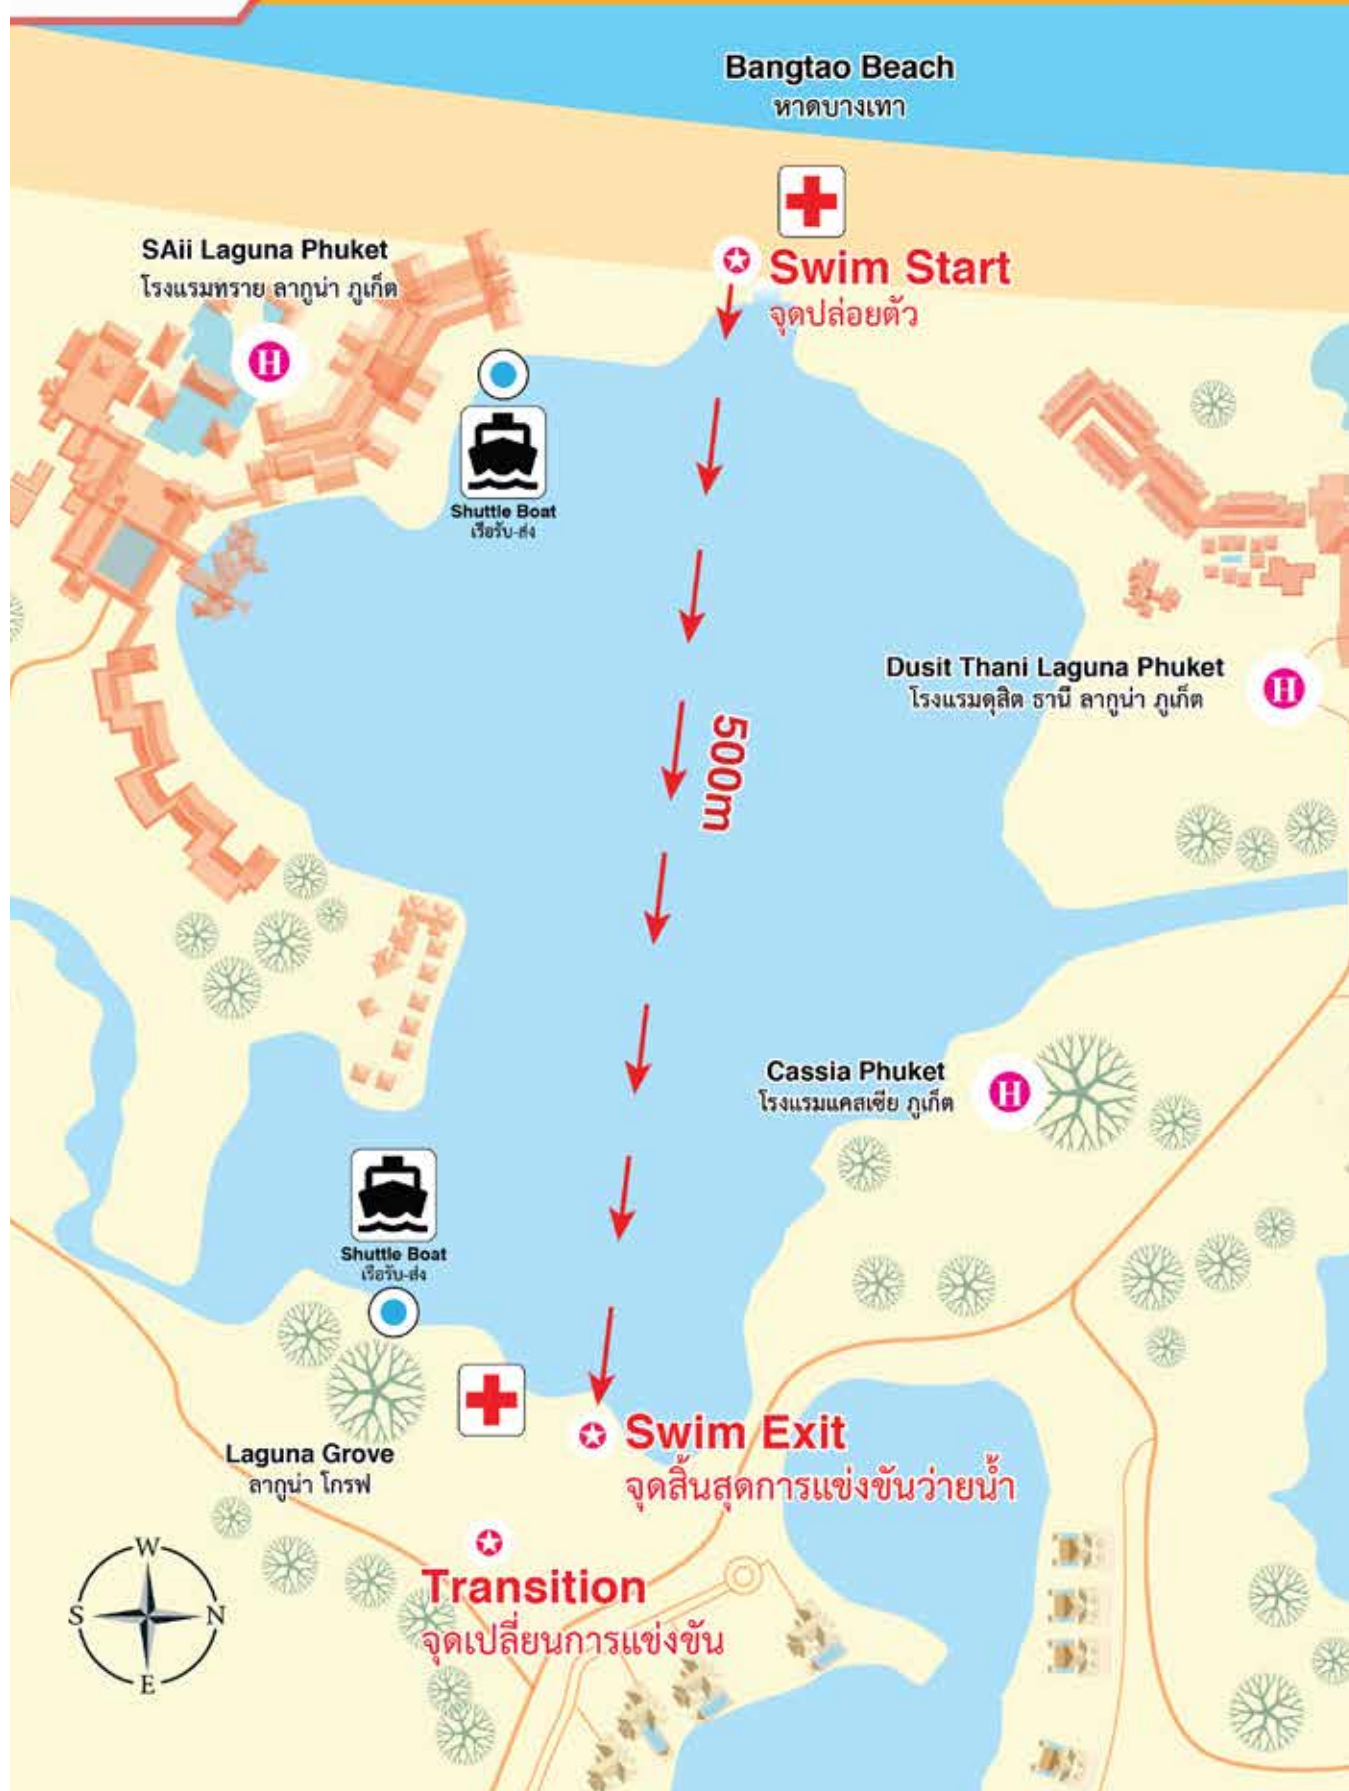 Bangtao Beach
หาดบางเทา
SAii Laguna Phuket
โรงแรมทราย ลากูน่า ภูเก็ต
H
Swim Start
จุดปล่อยตัว
Shuttle Boat
เรือรับ-ส่ง
Dusit Thani Laguna Phuket
โรงแรมดุสิต ธานี ลากูน่า ภูเก็ต
H
500m
Cassia Phuket
โรงแรมแคสเซีย ภูเก็ต
H
Shuttle Boat
เรือรับ-ส่ง
Swim Exit
จุดสิ้นสุดการแข่งขันว่ายน้ำ
Laguna Grove
ลากูน่า โกรฟ
Transition
จุดเปลี่ยนการแข่งขัน
W
S N
E